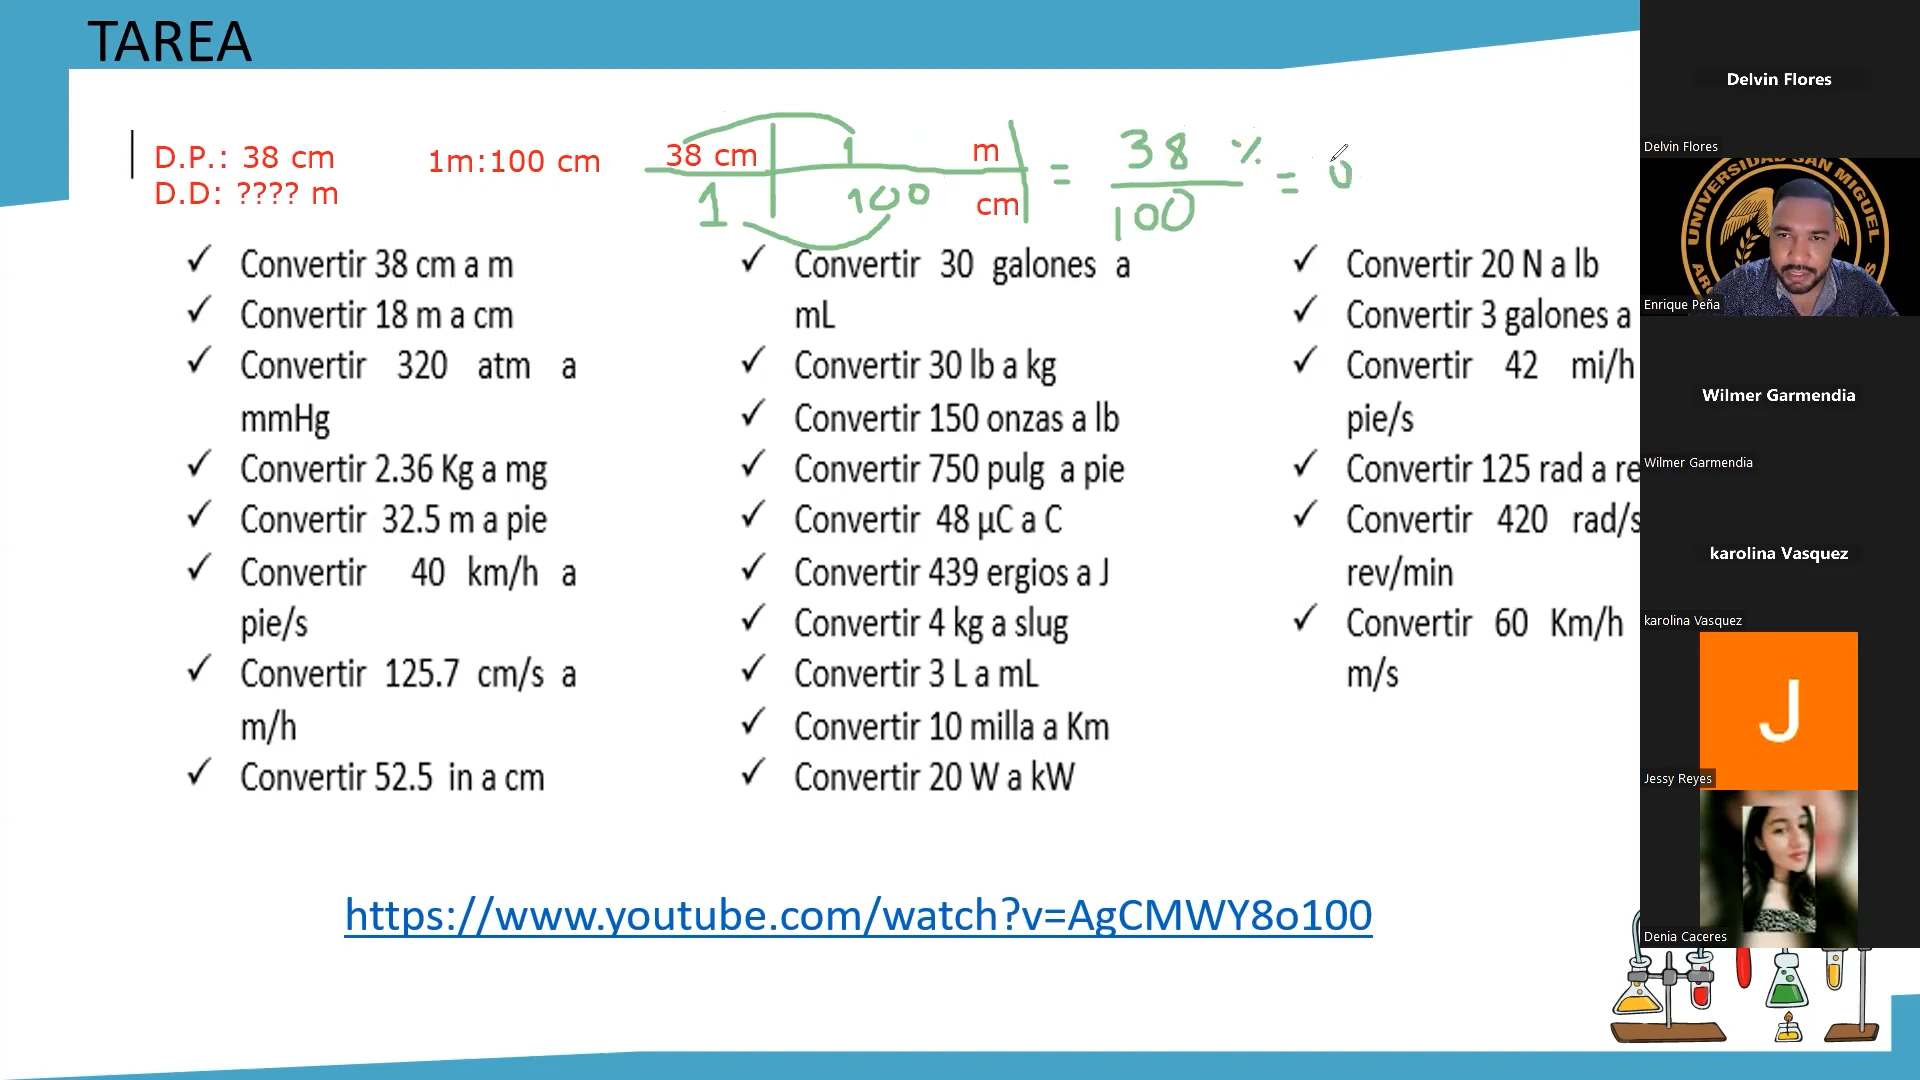 TAREA
D.P.: 38 cm
D.D: ???? m
1m:100 cm
38 cm
1
m
1
100
cm
=
38 %
100
= 0
✓ Convertir 38 cm a m
✓ Convertir 18 m a cm
✓ Convertir 320 atm a
mmHg
✓ Convertir 2.36 Kg a mg
✓ Convertir 32.5 m a pie
✓ Convertir 40 km/h a
pie/s
✓ Convertir 125.7 cm/s a
m/h
✓ Convertir 52.5 in a cm
✓ Convertir 30 galones a
mL
✓ Convertir 30 lb a kg
✓ Convertir 150 onzas a lb
✓ Convertir 750 pulg a pie
✓ Convertir 48 µC a C
✓ Convertir 439 ergios a J
✓ Convertir 4 kg a slug
✓ Convertir 3 L a mL
✓ Convertir 10 milla a Km
✓ Convertir 20 W a kW
✓ Convertir 20 N a lb
✓ Convertir 3 galones a
✓ Convertir 42 mi/h
pie/s
✓ Convertir 125 rad a re
✓ Convertir 420 rad/s
rev/min
✓ Convertir 60 Km/h
m/s
https://www.youtube.com/watch?v=AgCMWY8o100
Delvin Flores
Delvin Flores
UNIVERSIDAD SAN MIGUEL
Enrique Peña
Wilmer Garmendia
Wilmer Garmendia
karolina Vasquez
karolina Vasquez
J
Jessy Reyes
Denia Caceres